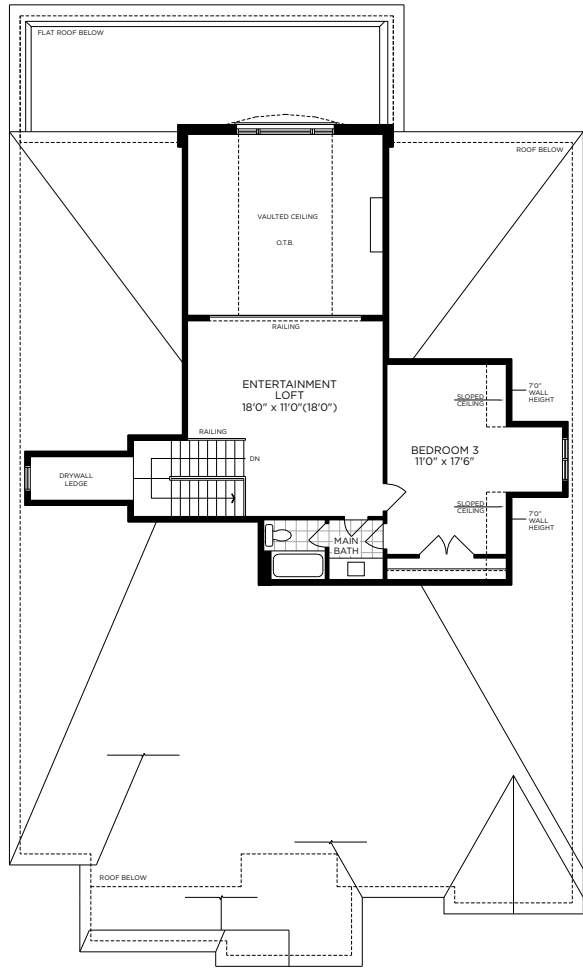 FLAT ROOF BELOW
ROOF BELOW
VAULTED CEILING
O.T.B.
RAILING
ENTERTAINMENT
LOFT
18'0" x 11'0"(18'0")
SLOPED
CEILING
7'0"
WALL
HEIGHT
RAILING
DN
BEDROOM 3
11'0" x 17'6"
DRYWALL
LEDGE
SLOPED
CEILING
7'0"
WALL
HEIGHT
MAIN
BATH
ROOF BELOW